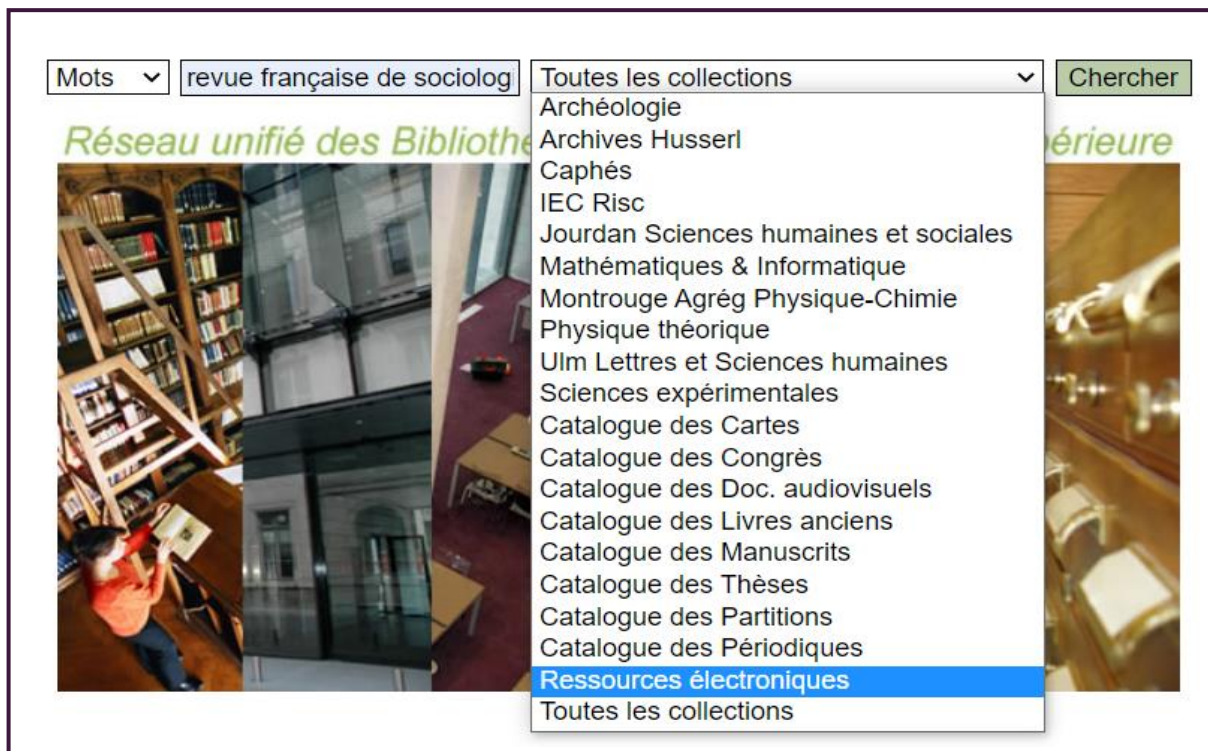 Mots revue française de sociologi Toutes les collections Chercher
Archéologie
Réseau unifié des Bibliothe périeure
Archives Husserl
Caphés
IEC Risc
Jourdan Sciences humaines et sociales
Mathématiques & Informatique
Montrouge Agrég Physique-Chimie
Physique théorique
Ulm Lettres et Sciences humaines
Sciences expérimentales
Catalogue des Cartes
Catalogue des Congrès
Catalogue des Doc. audiovisuels
Catalogue des Livres anciens
Catalogue des Manuscrits
Catalogue des Thèses
Catalogue des Partitions
Catalogue des Périodiques
Ressources électroniques
Toutes les collections